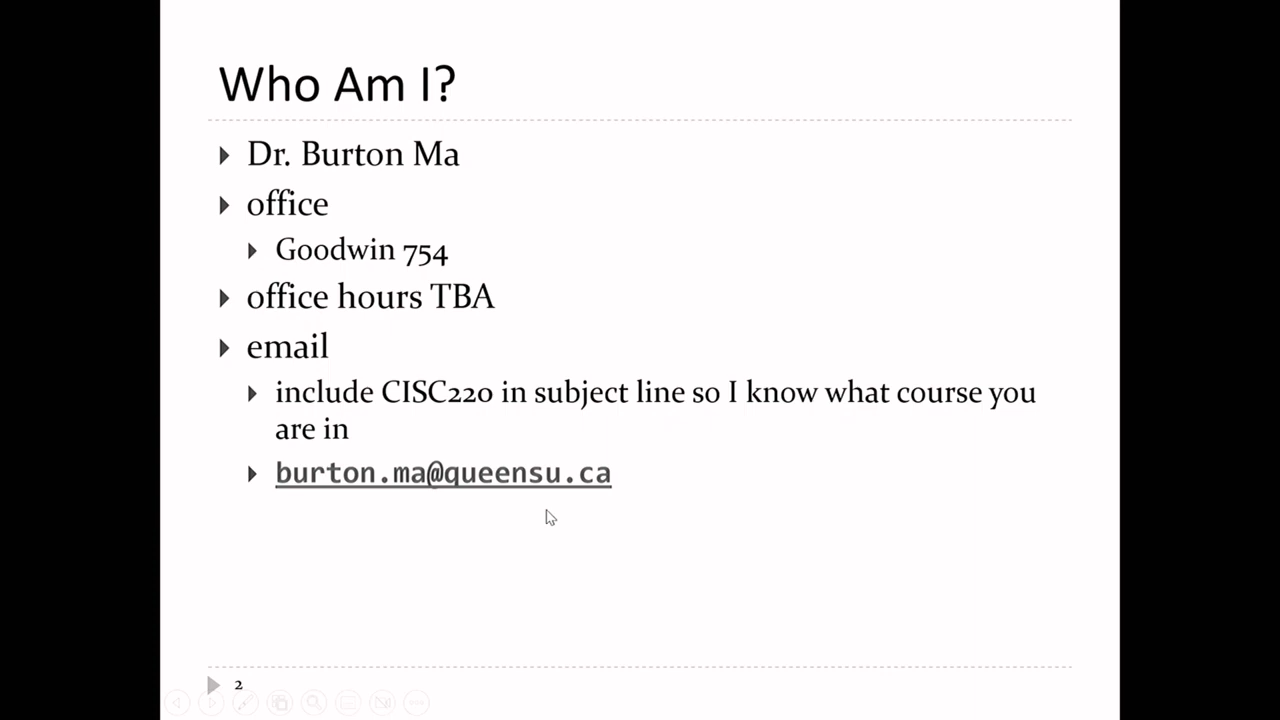 Who Am I?
Dr. Burton Ma
office
Goodwin 754
office hours TBA
email
include CISC220 in subject line so I know what course you
are in
burton.ma@queensu.ca
2